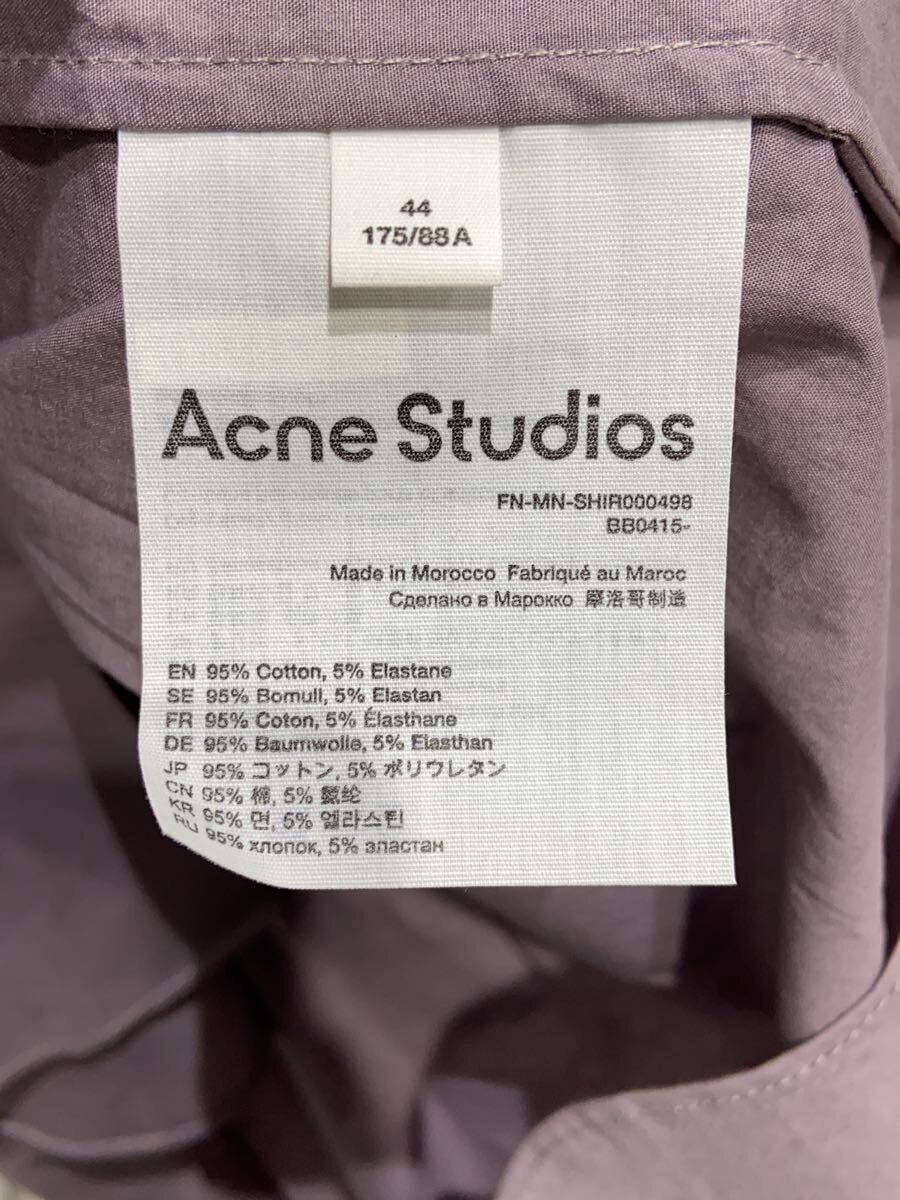 44
175/88A
Acne Studios
FN-MN-SHIR000498
BB0415-
Made in Morocco Fabriqué au Maroc
Сделано в Марокко 摩洛哥制造
EN 95% Cotton, 5% Elastane
SE 95% Bomull, 5% Elastan
FR 95% Coton, 5% Élasthane
DE 95% Baumwolle, 5% Elasthan
JP 95% コットン, 5% ポリウレタン
CN 95% 棉, 5% 氨纶
KR 95% 면, 5% 엘라스틴
RU 95% хлопок, 5% эластан